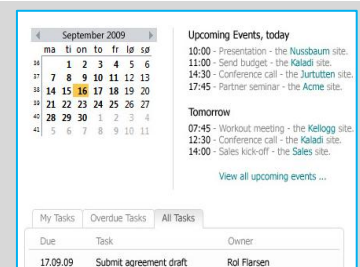 September 2009
ma ti on to fr lø sø
36 1 2 3 4 5 6
37 7 8 9 10 11 12 13
38 14 15 16 17 18 19 20
39 21 22 23 24 25 26 27
40 28 29 30 1 2 3 4
41 5 6 7 8 9 10 11
Upcoming Events, today
10:00 - Presentation - the Nussbaum site.
11:00 - Send budget - the Kaladi site.
14:30 - Conference call - the Jurtutten site.
17:45 - Partner seminar - the Acme site.
Tomorrow
07:45 - Workout meeting - the Kellogg site.
12:30 - Conference call - the Kaladi site.
14:00 - Sales kick-off - the Sales site.
View all upcoming events ...
My Tasks Overdue Tasks All Tasks
Due Task Owner
17.09.09 Submit agreement draft Rol Flarsen